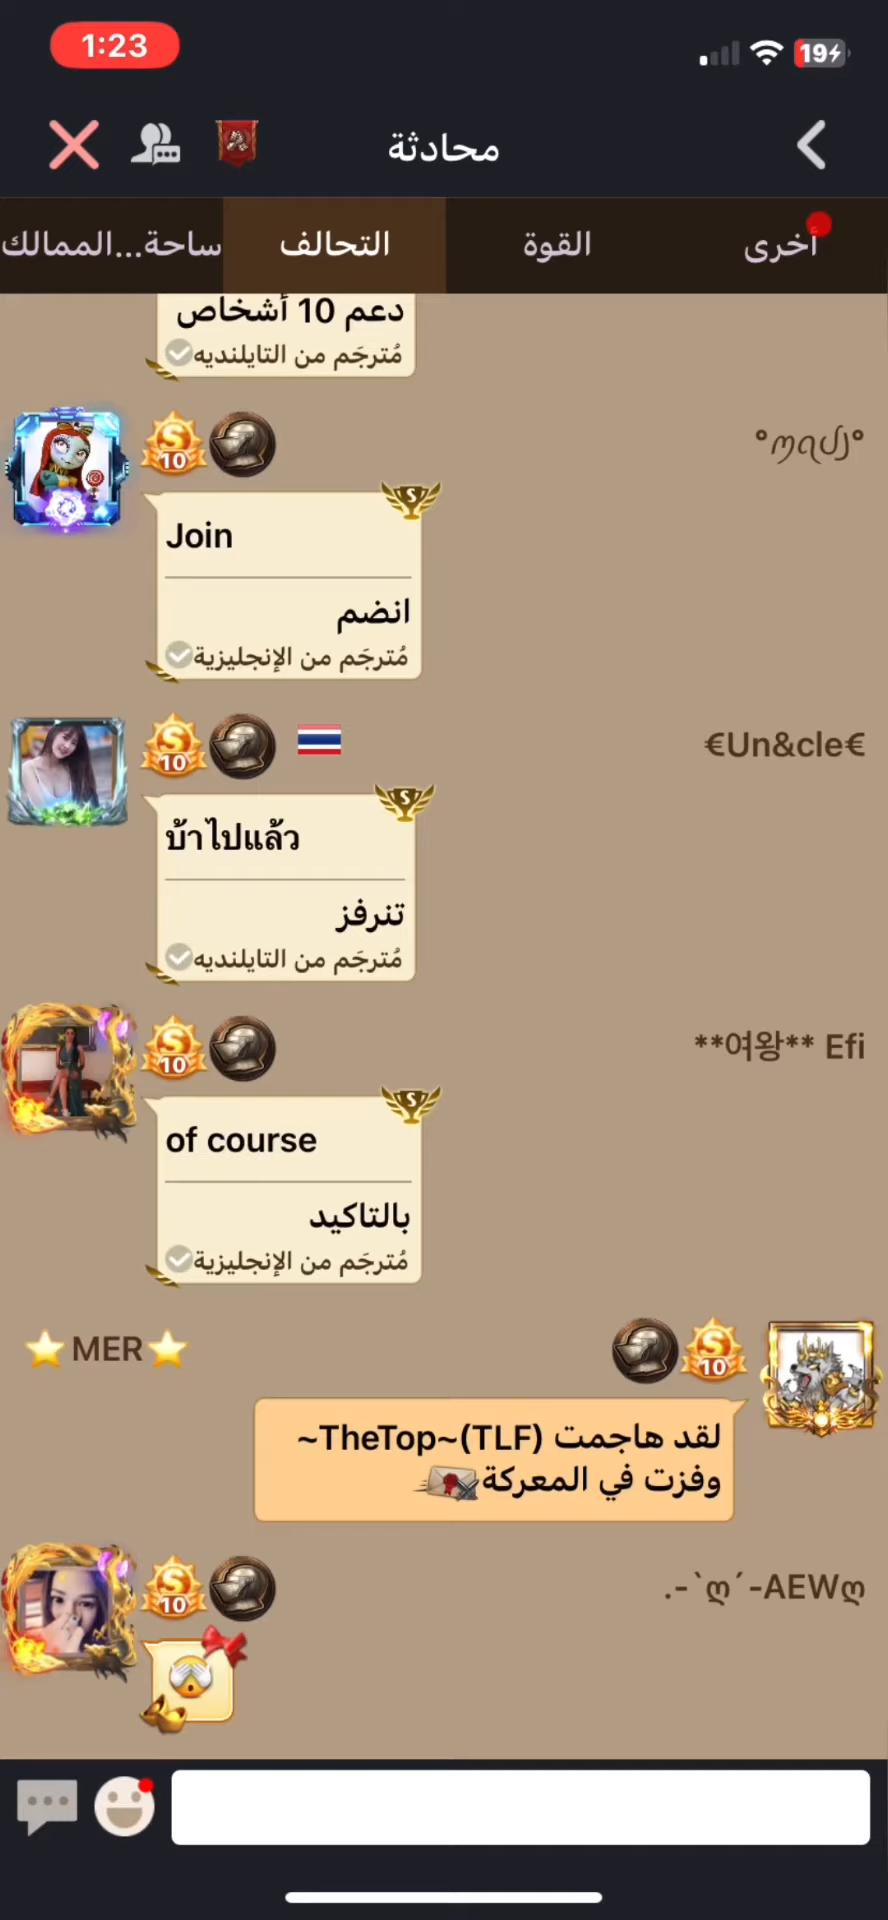 1:23
19
محادثة
أخرى
القوة
التحالف
ساحة...الممالك
دعم 10 أشخاص
مُترجَم من التايلنديه
S 10
Join
انضم
مُترجَم من الإنجليزية
S 10
€Un&cle€
บ้าไปแล้ว
تنرفز
مُترجَم من التايلنديه
S 10
**여왕** Efi
of course
بالتاكيد
مُترجَم من الإنجليزية
⭐MER⭐
S 10
لقد هاجمت TheTop~(TLF)~
وفزت في المعركة
S 10
.-`ღ´-AEWღ